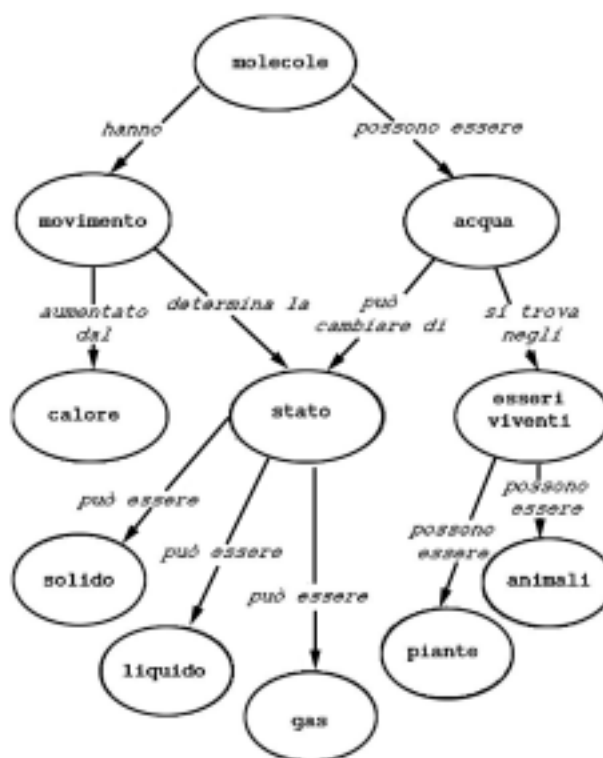 molecole
hanno
possono essere
movimento
acqua
aumentato
dal
determina la
può
cambiare di
si trova
negli
calore
stato
esseri
viventi
può essere
può essere
può essere
possono
essere
possono
essere
solido
liquido
gas
piante
animali